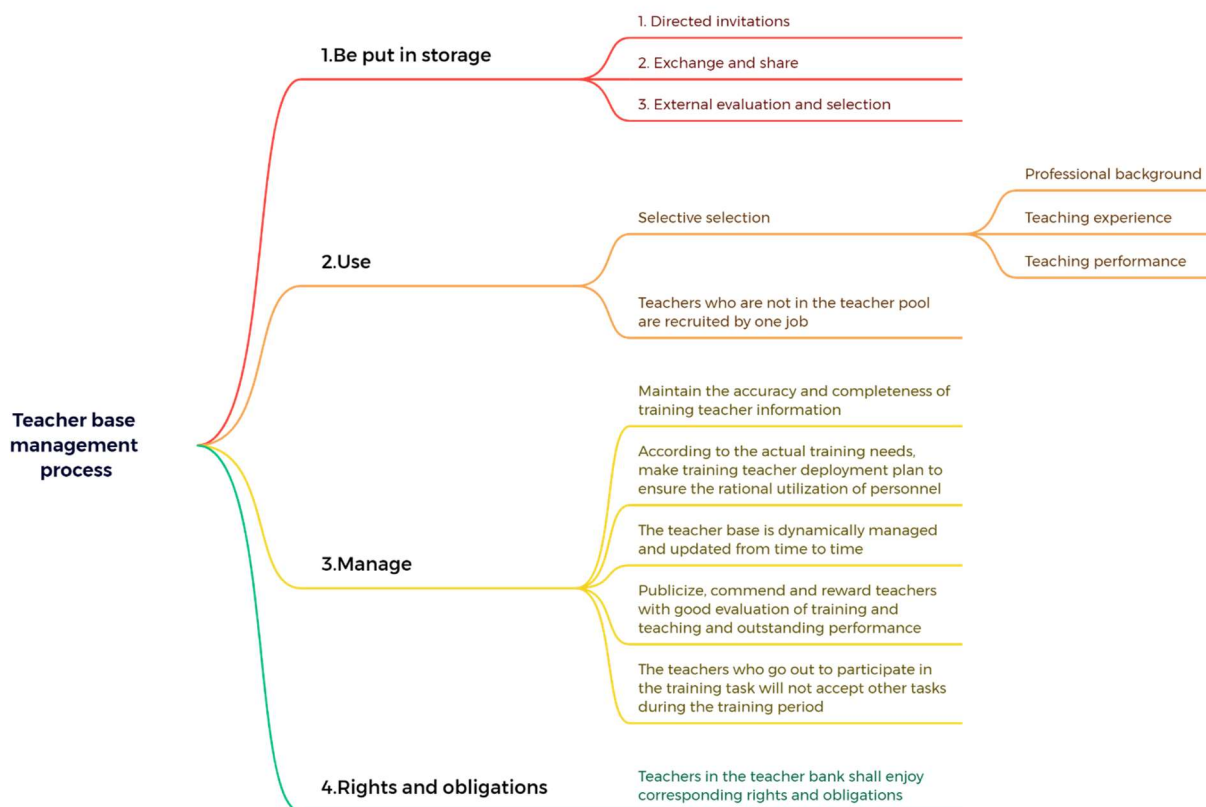 1.Be put in storage
1. Directed invitations
2. Exchange and share
3. External evaluation and selection
2.Use
Selective selection
Professional background
Teaching experience
Teaching performance
Teachers who are not in the teacher pool
are recruited by one job
Teacher base
management
process
3.Manage
Maintain the accuracy and completeness of
training teacher information
According to the actual training needs,
make training teacher deployment plan to
ensure the rational utilization of personnel
The teacher base is dynamically managed
and updated from time to time
Publicize, commend and reward teachers
with good evaluation of training and
teaching and outstanding performance
The teachers who go out to participate in
the training task will not accept other tasks
during the training period
4.Rights and obligations
Teachers in the teacher bank shall enjoy
corresponding rights and obligations